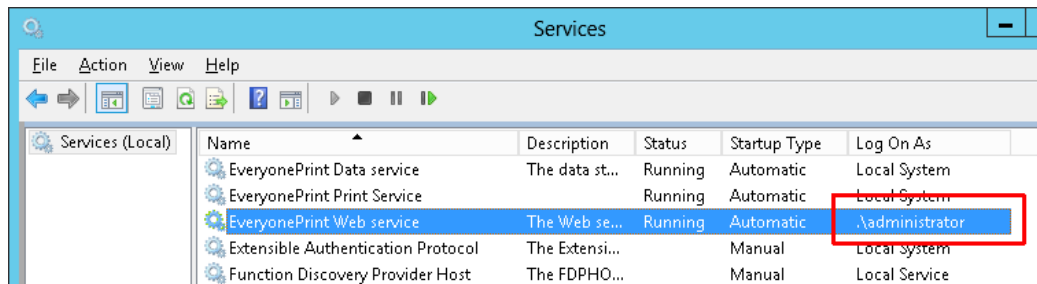 Services
File Action View Help
Services (Local)
Name Description Status Startup Type Log On As
EveryonePrint Data service The data st... Running Automatic Local System
EveryonePrint Print Service Running Automatic Local System
EveryonePrint Web service The Web se... Running Automatic .\administrator
Extensible Authentication Protocol The Extensi... Manual Local System
Function Discovery Provider Host The FDPHO... Manual Local Service